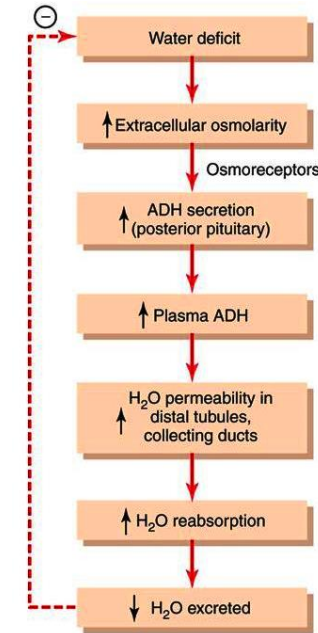 −
Water deficit
↑ Extracellular osmolarity
Osmoreceptors
↑ ADH secretion
(posterior pituitary)
↑ Plasma ADH
↑ H₂O permeability in
distal tubules,
collecting ducts
↑ H₂O reabsorption
↓ H₂O excreted